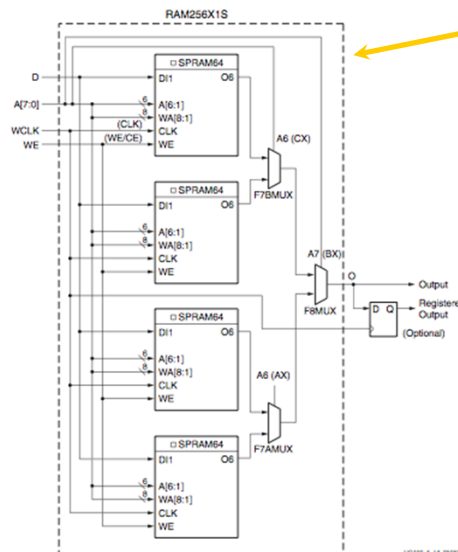 RAM256X1S
SPRAM64
D
DI1
O6
A[7:0]
6
A[6:1]
8
WA[8:1]
A6 (CX)
WCLK
(CLK)
CLK
WE
(WE/CE)
WE
F7BMUX
SPRAM64
DI1
O6
6
A[6:1]
8
WA[8:1]
CLK
WE
A7 (BX)
O
Output
F8MUX
D Q
Registere
Output
(Optional)
SPRAM64
DI1
O6
6
A[6:1]
8
WA[8:1]
CLK
WE
A6 (AX)
F7AMUX
SPRAM64
DI1
O6
6
A[6:1]
8
WA[8:1]
CLK
WE